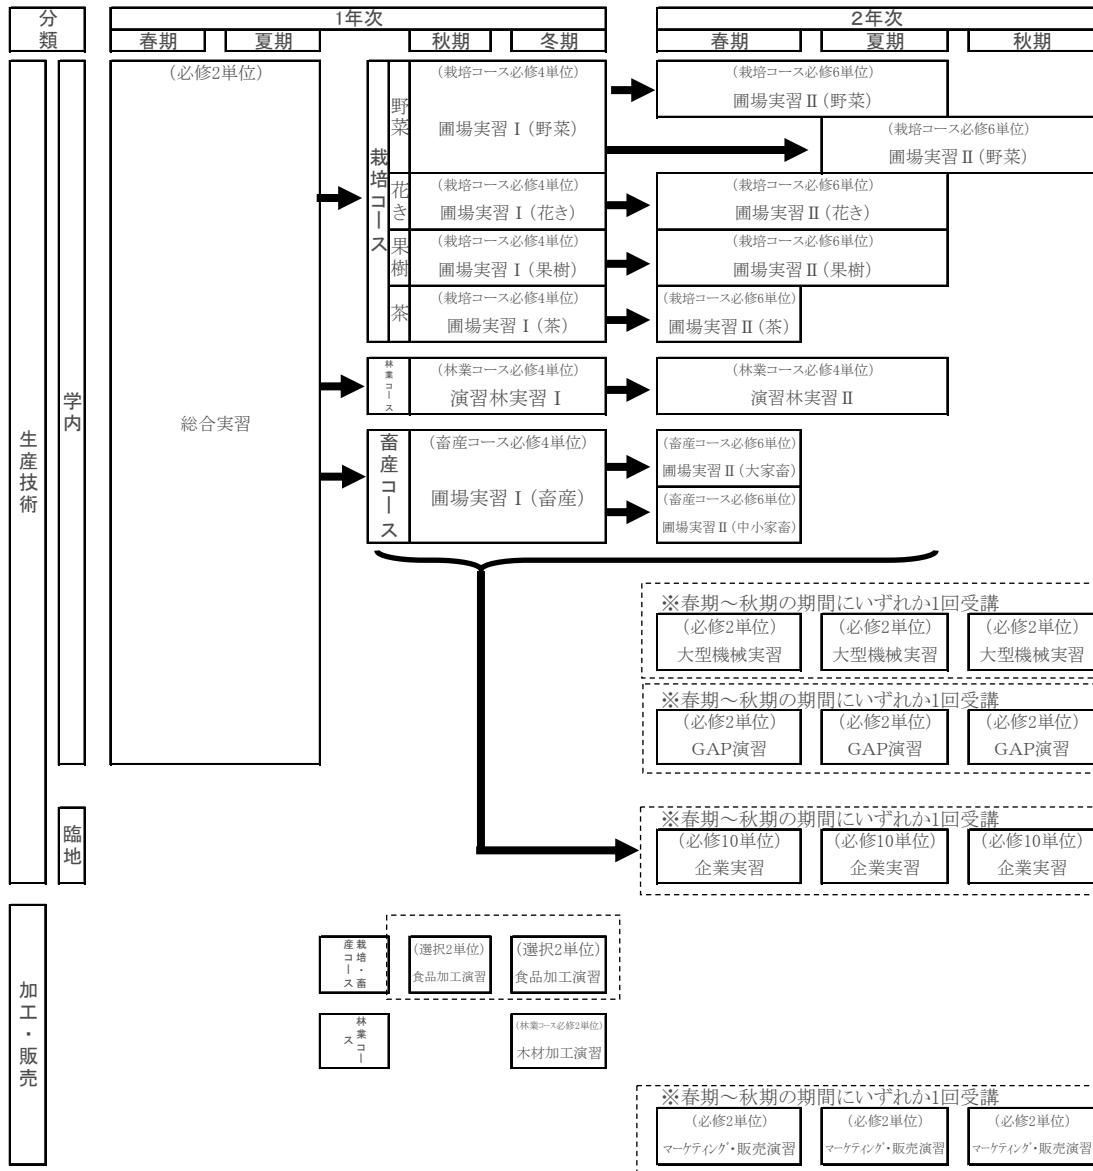 分類
1年次
2年次
春期
夏期
秋期
冬期
春期
夏期
秋期
生産技術
学内
(必修2単位)
総合実習
栽培コース
野菜
(栽培コース必修4単位)
圃場実習Ⅰ(野菜)
(栽培コース必修6単位)
圃場実習Ⅱ(野菜)
(栽培コース必修6単位)
圃場実習Ⅱ(野菜)
花き
(栽培コース必修4単位)
圃場実習Ⅰ(花き)
(栽培コース必修6単位)
圃場実習Ⅱ(花き)
果樹
(栽培コース必修4単位)
圃場実習Ⅰ(果樹)
(栽培コース必修6単位)
圃場実習Ⅱ(果樹)
茶
(栽培コース必修4単位)
圃場実習Ⅰ(茶)
(栽培コース必修6単位)
圃場実習Ⅱ(茶)
林業コース
(林業コース必修4単位)
演習林実習Ⅰ
(林業コース必修4単位)
演習林実習Ⅱ
畜産コース
(畜産コース必修4単位)
圃場実習Ⅰ(畜産)
(畜産コース必修6単位)
圃場実習Ⅱ(大家畜)
(畜産コース必修6単位)
圃場実習Ⅱ(中小家畜)
※春期～秋期の期間にいずれか1回受講
(必修2単位)
大型機械実習
(必修2単位)
大型機械実習
(必修2単位)
大型機械実習
※春期～秋期の期間にいずれか1回受講
(必修2単位)
GAP演習
(必修2単位)
GAP演習
(必修2単位)
GAP演習
臨地
※春期～秋期の期間にいずれか1回受講
(必修10単位)
企業実習
(必修10単位)
企業実習
(必修10単位)
企業実習
加工・販売
栽培・畜産コース
(選択2単位)
食品加工演習
(選択2単位)
食品加工演習
林業コース
(林業コース必修2単位)
木材加工演習
※春期～秋期の期間にいずれか1回受講
(必修2単位)
マーケティング・販売演習
(必修2単位)
マーケティング・販売演習
(必修2単位)
マーケティング・販売演習